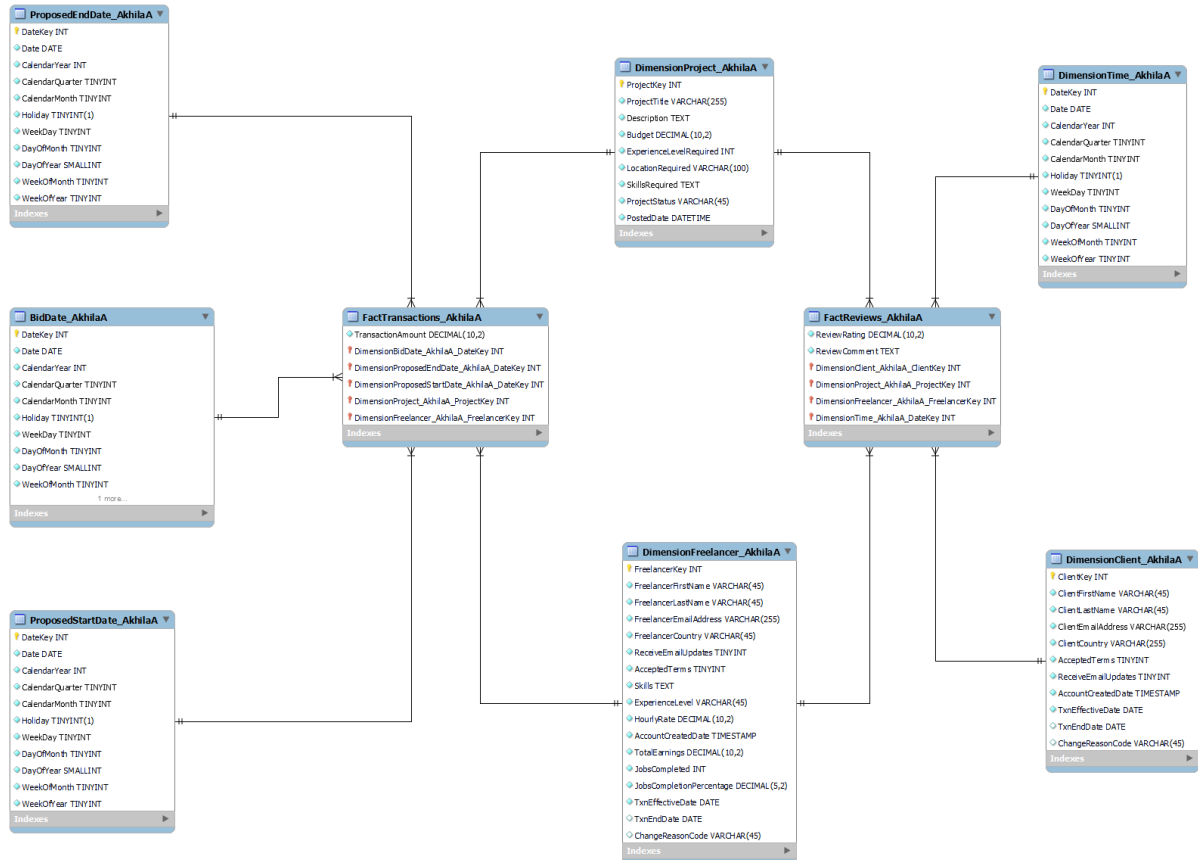 ProposedEndDate_AkhilaA
DateKey INT
Date DATE
CalendarYear INT
CalendarQuarter TINYINT
CalendarMonth TINYINT
Holiday TINYINT(1)
WeekDay TINYINT
DayOfMonth TINYINT
DayOfYear SMALLINT
WeekOfMonth TINYINT
WeekOfYear TINYINT
Indexes
DimensionProject_AkhilaA
ProjectKey INT
ProjectTitle VARCHAR(255)
Description TEXT
Budget DECIMAL(10,2)
ExperienceLevelRequired INT
LocationRequired VARCHAR(100)
SkillsRequired TEXT
ProjectStatus VARCHAR(45)
PostedDate DATETIME
Indexes
DimensionTime_AkhilaA
DateKey INT
Date DATE
CalendarYear INT
CalendarQuarter TINYINT
CalendarMonth TINYINT
Holiday TINYINT(1)
WeekDay TINYINT
DayOfMonth TINYINT
DayOfYear SMALLINT
WeekOfMonth TINYINT
WeekOfYear TINYINT
Indexes
BidDate_AkhilaA
DateKey INT
Date DATE
CalendarYear INT
CalendarQuarter TINYINT
CalendarMonth TINYINT
Holiday TINYINT(1)
WeekDay TINYINT
DayOfMonth TINYINT
DayOfYear SMALLINT
WeekOfMonth TINYINT
1 more...
Indexes
FactTransactions_AkhilaA
TransactionAmount DECIMAL(10,2)
DimensionBidDate_AkhilaA_DateKey INT
DimensionProposedEndDate_AkhilaA_DateKey INT
DimensionProposedStartDate_AkhilaA_DateKey INT
DimensionProject_AkhilaA_ProjectKey INT
DimensionFreelancer_AkhilaA_FreelancerKey INT
Indexes
FactReviews_AkhilaA
ReviewRating DECIMAL(10,2)
ReviewComment TEXT
DimensionClient_AkhilaA_ClientKey INT
DimensionProject_AkhilaA_ProjectKey INT
DimensionFreelancer_AkhilaA_FreelancerKey INT
DimensionTime_AkhilaA_DateKey INT
Indexes
ProposedStartDate_AkhilaA
DateKey INT
Date DATE
CalendarYear INT
CalendarQuarter TINYINT
CalendarMonth TINYINT
Holiday TINYINT(1)
WeekDay TINYINT
DayOfMonth TINYINT
DayOfYear SMALLINT
WeekOfMonth TINYINT
WeekOfYear TINYINT
Indexes
DimensionFreelancer_AkhilaA
FreelancerKey INT
FreelancerFirstName VARCHAR(45)
FreelancerLastName VARCHAR(45)
FreelancerEmailAddress VARCHAR(255)
FreelancerCountry VARCHAR(45)
ReceiveEmailUpdates TINYINT
AcceptedTerms TINYINT
Skills TEXT
ExperienceLevel VARCHAR(45)
HourlyRate DECIMAL(10,2)
AccountCreatedDate TIMESTAMP
TotalEarnings DECIMAL(10,2)
JobsCompleted INT
JobsCompletionPercentage DECIMAL(5,2)
TxnEffectiveDate DATE
TxnEndDate DATE
ChangeReasonCode VARCHAR(45)
Indexes
DimensionClient_AkhilaA
ClientKey INT
ClientFirstName VARCHAR(45)
ClientLastName VARCHAR(45)
ClientEmailAddress VARCHAR(255)
ClientCountry VARCHAR(255)
AcceptedTerms TINYINT
ReceiveEmailUpdates TINYINT
AccountCreatedDate TIMESTAMP
TxnEffectiveDate DATE
TxnEndDate DATE
ChangeReasonCode VARCHAR(45)
Indexes